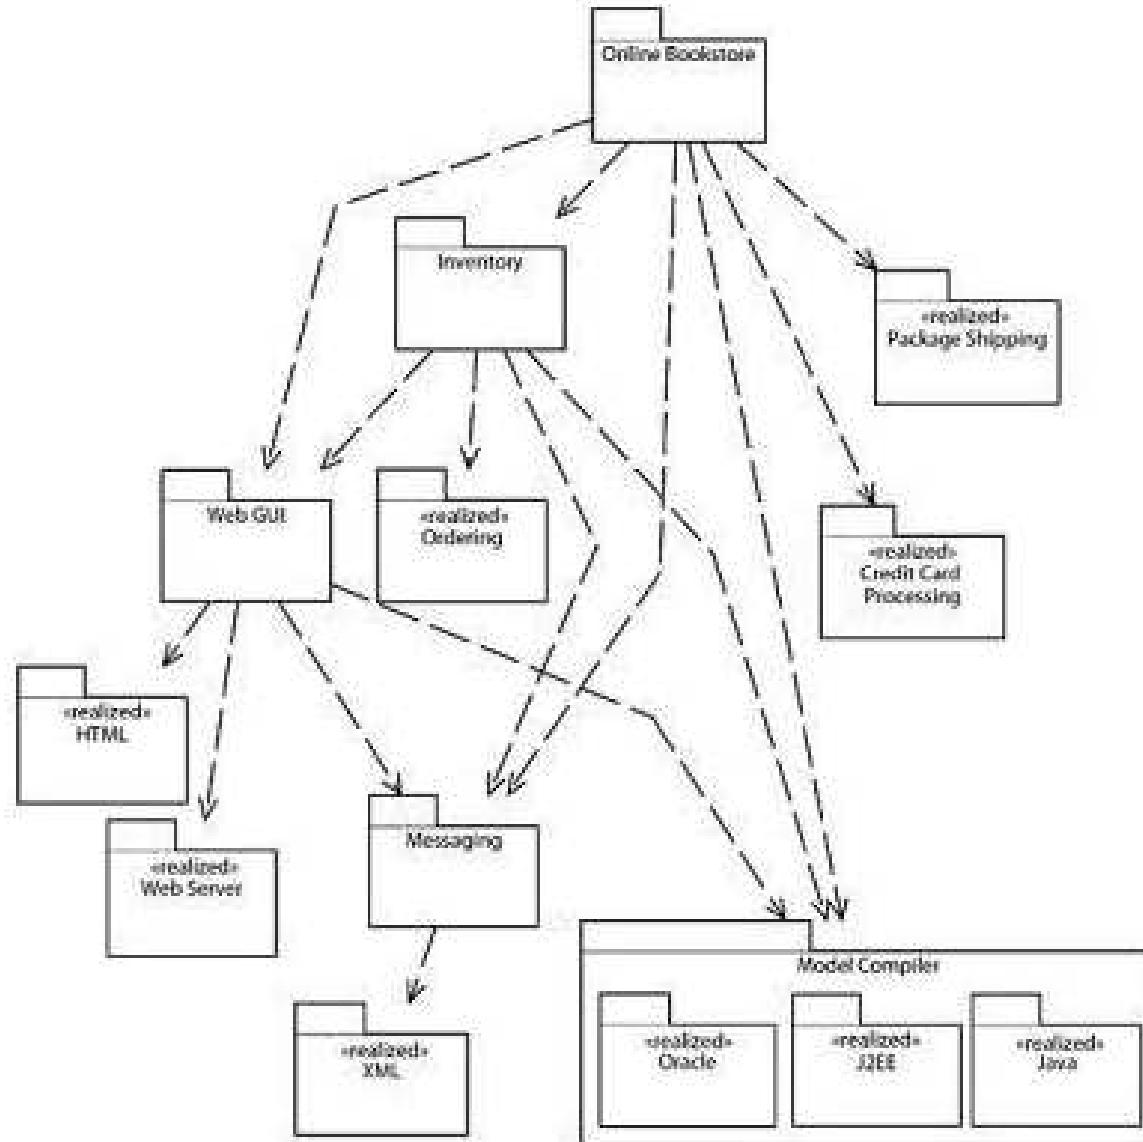 Online Bookstore
Inventory
«realized»
Package Shipping
Web GUI
«realized»
Ordering
«realized»
Credit Card
Processing
«realized»
HTML
Messaging
«realized»
Web Server
Model Compiler
«realized»
XML
«realized»
Oracle
«realized»
J2EE
«realized»
Java